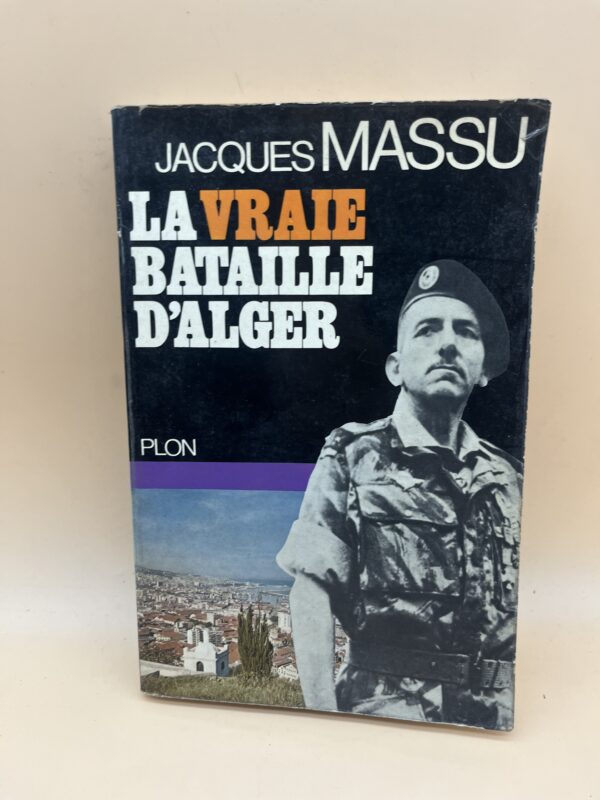 JACQUES MASSU
LA VRAIE
BATAILLE
D'ALGER
PLON